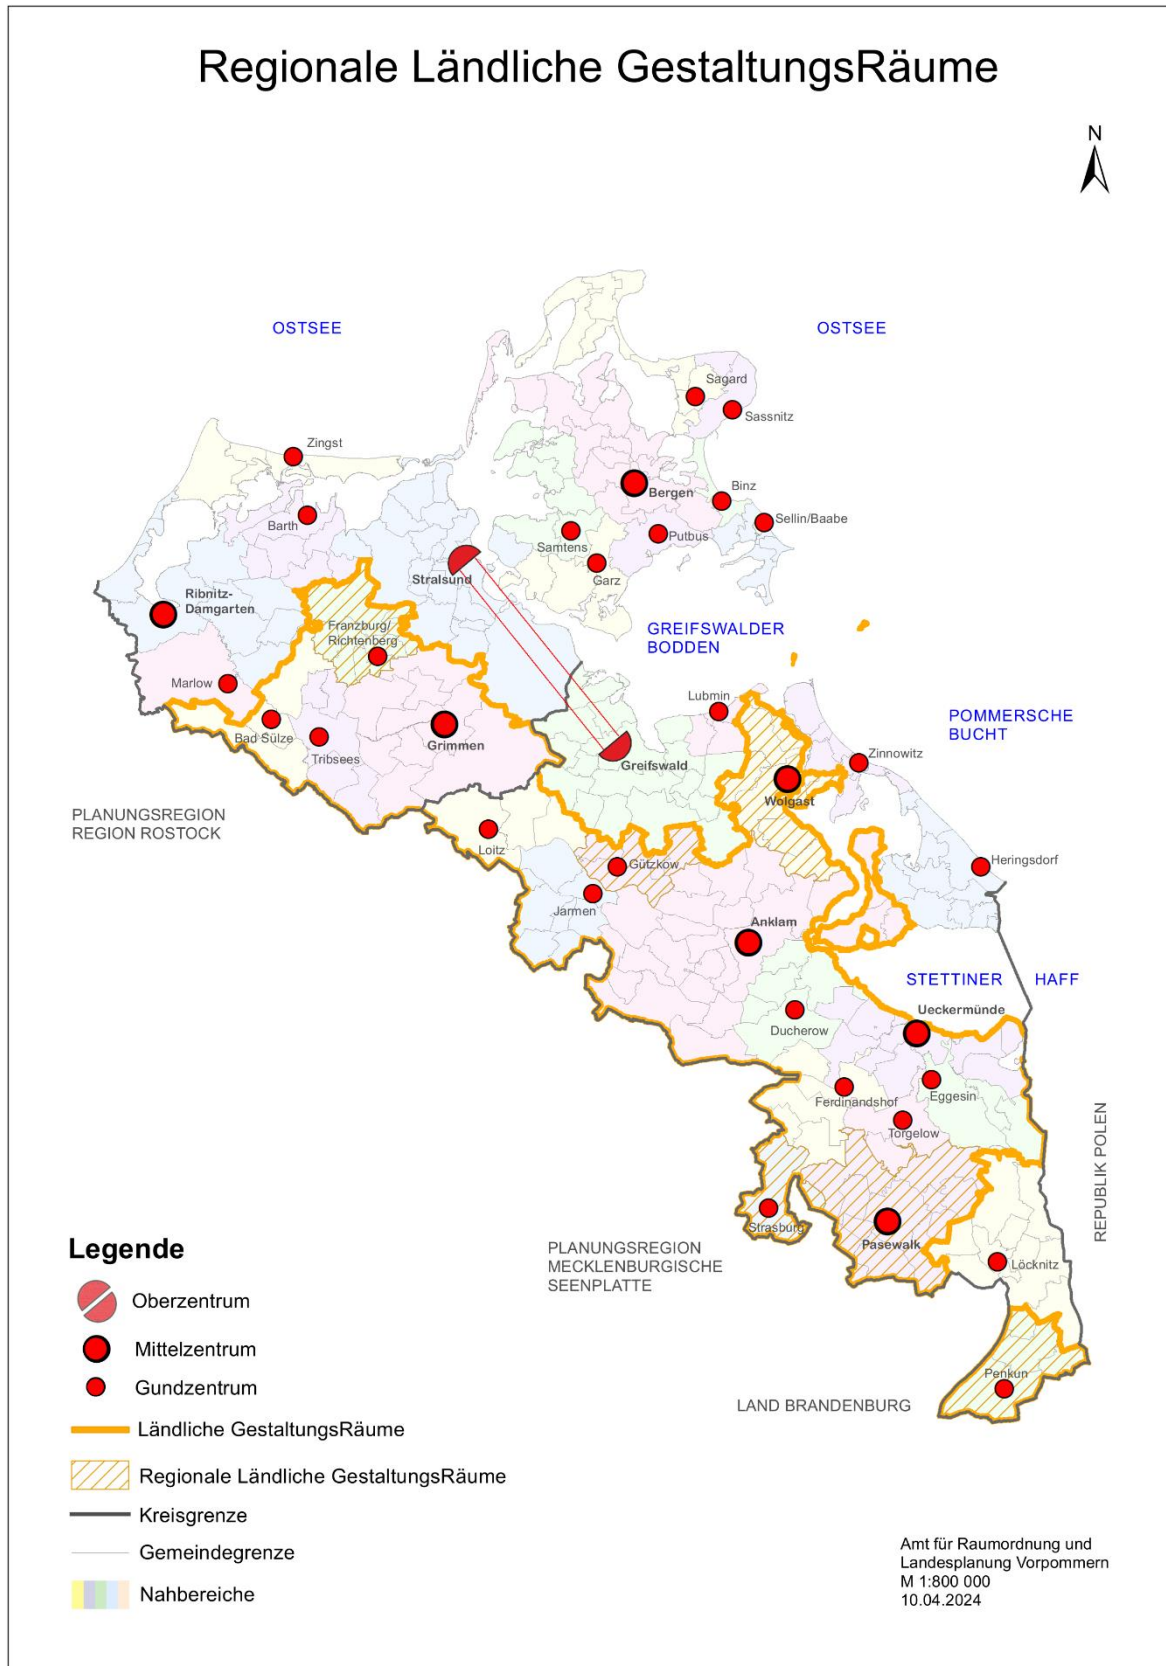 Regionale Ländliche GestaltungsRäume
N
OSTSEE
OSTSEE
Sagard
Sassnitz
Zingst
Bergen
Binz
Barth
Sellin/Baabe
Samtens
Putbus
Garz
Stralsund
Ribnitz-
Damgarten
Franzburg/
Richtenberg
GREIFSWALDER
BODDEN
Marlow
Lubmin
POMMERSCHE
BUCHT
Bad Sülze
Tribsees
Grimmen
Greifswald
Zinnowitz
Wolgast
PLANUNGSREGION
REGION ROSTOCK
Loitz
Gützkow
Heringsdorf
Jarmen
Anklam
STETTINER HAFF
Ueckermünde
Ducherow
Ferdinandshof
Eggesin
Torgelow
REPUBLIK POLEN
Strasburg
Pasewalk
PLANUNGSREGION
MECKLENBURGISCHE
SEENPLATTE
Löcknitz
Penkun
LAND BRANDENBURG
Legende
Oberzentrum
Mittelzentrum
Gundzentrum
Ländliche GestaltungsRäume
Regionale Ländliche GestaltungsRäume
Kreisgrenze
Gemeindegrenze
Nahbereiche
Amt für Raumordnung und
Landesplanung Vorpommern
M 1:800 000
10.04.2024